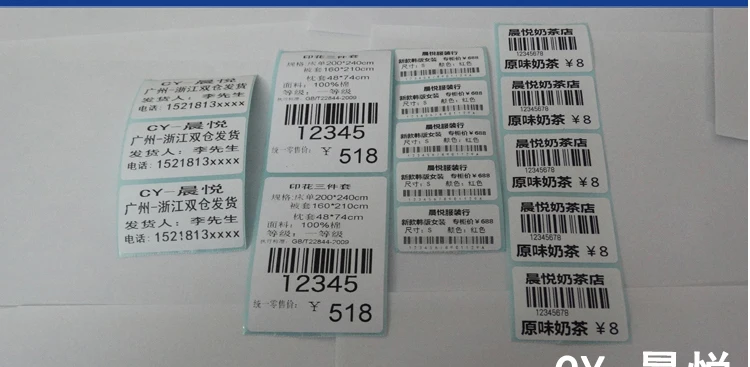 CY-晨悦
广州-浙江双仓发货
发货人：李先生
电话：1521813xxxx
CY-晨悦
广州-浙江双仓发货
发货人：李先生
电话：1521813xxxx
CY-晨悦
广州-浙江双仓发货
发货人：李先生
电话：1521813xxxx
印花三件套
规格:床单200*240cm
被套160*210cm
枕套48*74cm
面料：100%棉
等级：一等级
执行标准：GB/T22844-2009
12345
统一零售价：￥518
印花三件套
规格:床单200*240cm
被套160*210cm
枕套48*74cm
面料：100%棉
等级：一等级
执行标准：GB/T22844-2009
12345
统一零售价：￥518
晨悦服装行
新款韩版女装 专柜价￥688
尺寸：S 颜色：红色
晨悦服装行
新款韩版女装 专柜价￥688
尺寸：S 颜色：红色
晨悦服装行
新款韩版女装 专柜价￥688
尺寸：S 颜色：红色
晨悦服装行
新款韩版女装 专柜价￥688
尺寸：S 颜色：红色
晨悦服装行
新款韩版女装 专柜价￥688
尺寸：S 颜色：红色
晨悦奶茶店
12345678
原味奶茶 ￥8
晨悦奶茶店
12345678
原味奶茶 ￥8
晨悦奶茶店
12345678
原味奶茶 ￥8
晨悦奶茶店
12345678
原味奶茶 ￥8
晨悦奶茶店
12345678
原味奶茶 ￥8
CY-晨悦